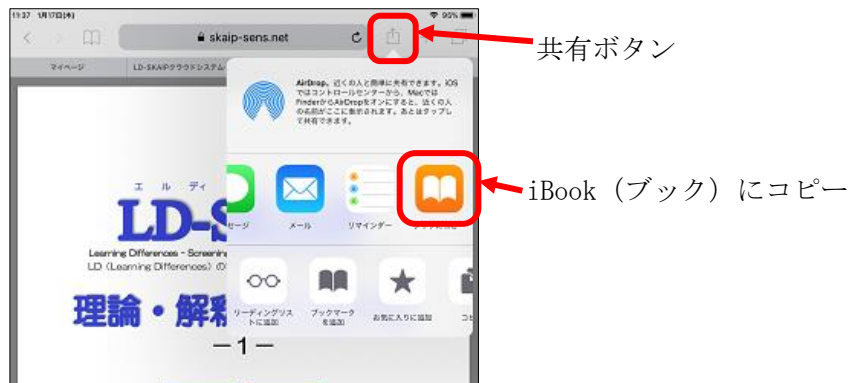 11:37 1月17日(木)
95%
skaip-sens.net
共有ボタン
マイページ
LD-SKAIPクラウドシステム
AirDrop。近くの人と簡単に共有できます。iOS
ではコントロールセンターから、Macでは
FinderからAirDropをオンにすると、近くの人
の名前がここに表示されます。あとはタップし
て共有できます。
iBook（ブック）にコピー
セージ
メール
リマインダー
エルディ
LD-S
Learning Differences - Screening
LD（Learning Differences）の
理論・解釈
リーディングリス
トに追加
ブックマーク
を追加
お気に入りに追加
コピ
－1－